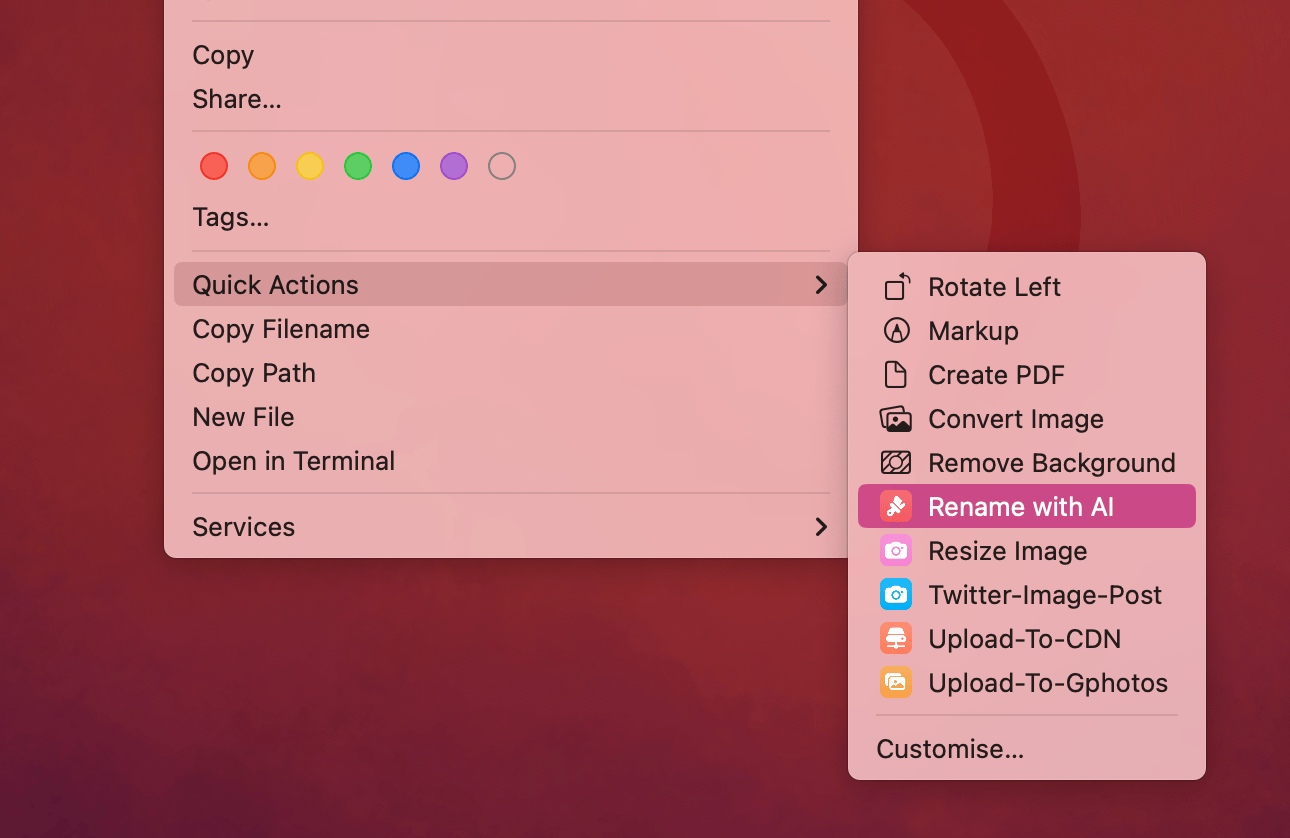 Copy
Share...
Tags...
Quick Actions
Copy Filename
Copy Path
New File
Open in Terminal
Services
Rotate Left
Markup
Create PDF
Convert Image
Remove Background
Rename with AI
Resize Image
Twitter-Image-Post
Upload-To-CDN
Upload-To-Gphotos
Customise...